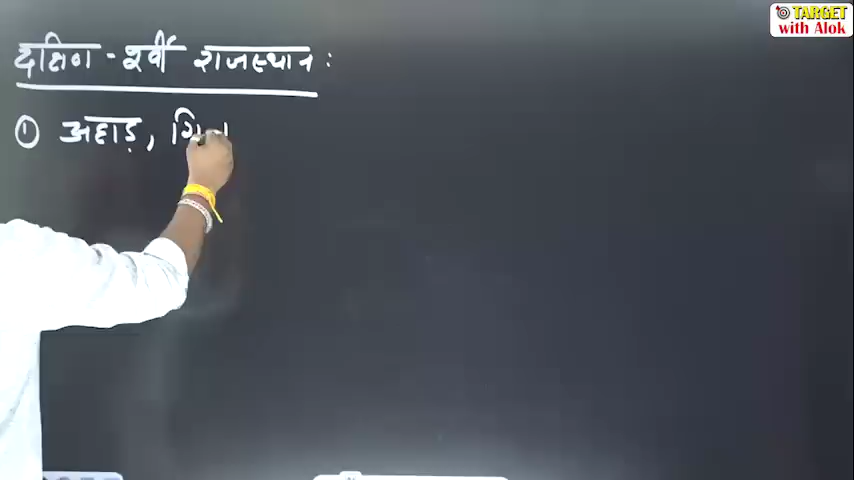 TARGET
with Alok
दक्षिण - पूर्वी राजस्थान :
① अहाड़,